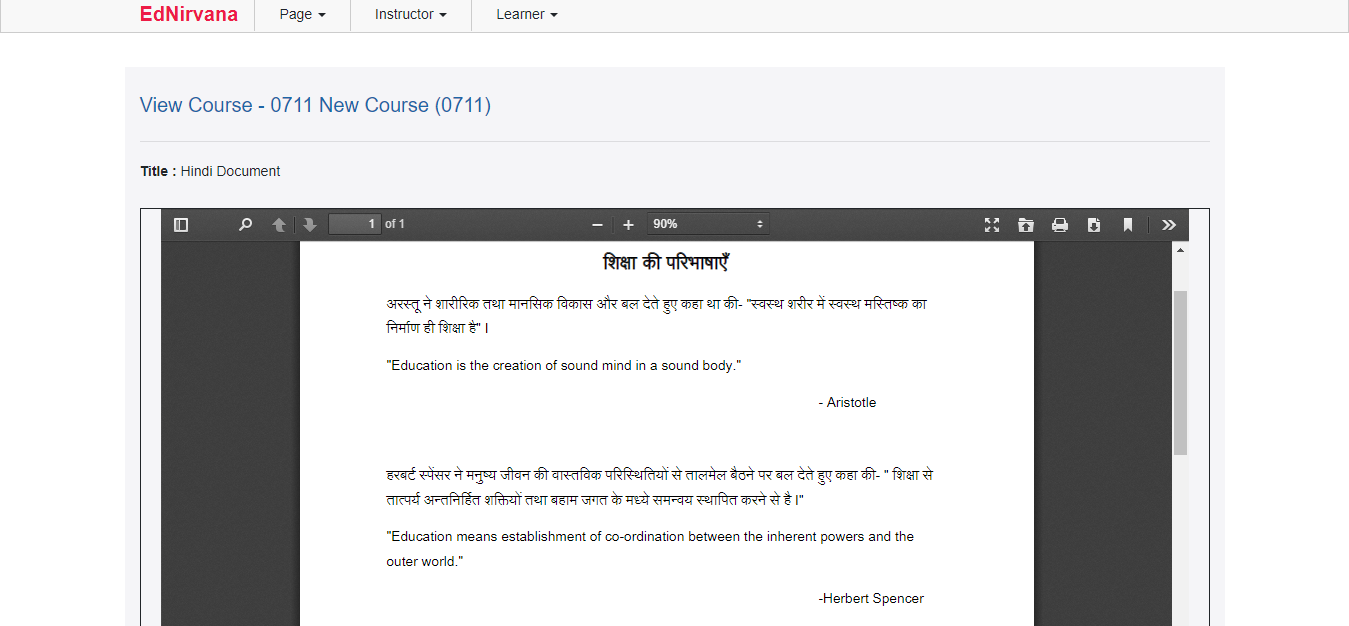 EdNirvana Page Instructor Learner
View Course - 0711 New Course (0711)
Title : Hindi Document
1 of 1 90%
शिक्षा की परिभाषाएँ
अरस्तू ने शारीरिक तथा मानसिक विकास और बल देते हुए कहा था की- "स्वस्थ शरीर में स्वस्थ मस्तिष्क का
निर्माण ही शिक्षा है" I
"Education is the creation of sound mind in a sound body."
- Aristotle
हरबर्ट स्पेंसर ने मनुष्य जीवन की वास्तविक परिस्थितियों से तालमेल बैठने पर बल देते हुए कहा की- " शिक्षा से
तात्पर्य अन्तनिर्हित शक्तियों तथा बहाम जगत के मध्ये समन्वय स्थापित करने से है I"
"Education means establishment of co-ordination between the inherent powers and the
outer world."
-Herbert Spencer